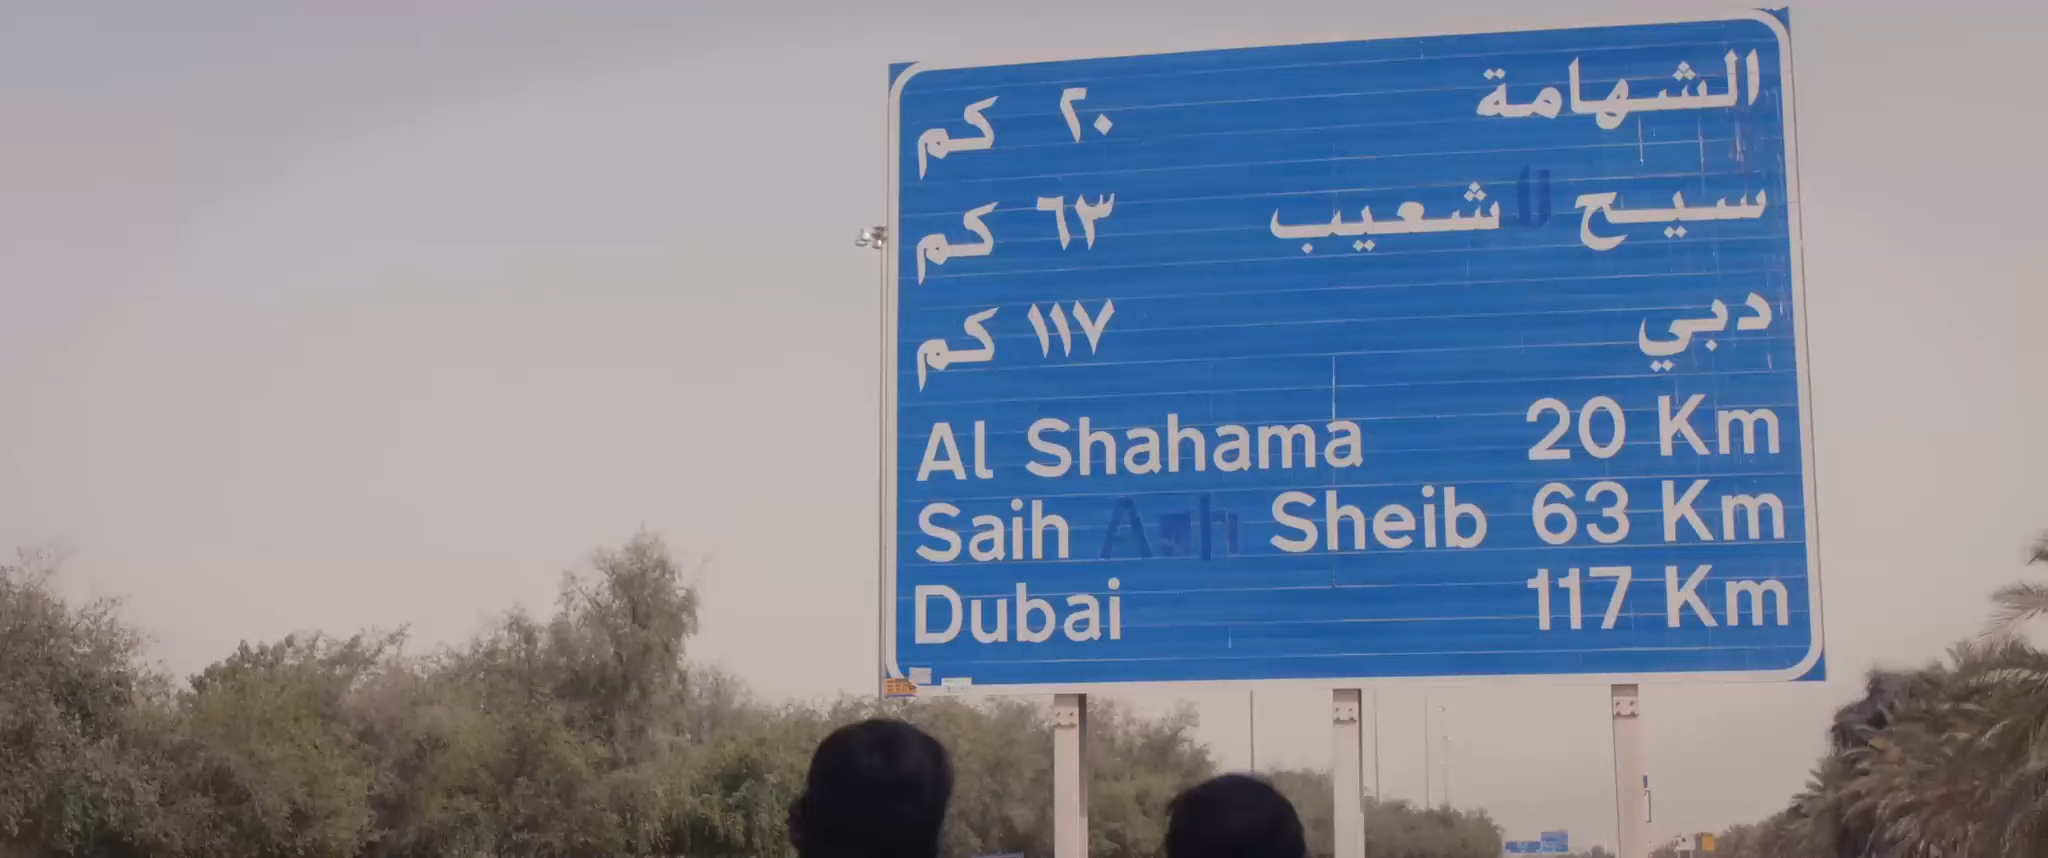 الشهامة ٢٠ كم
سيح شعيب ٦٣ كم
دبي ١١٧ كم
Al Shahama 20 Km
Saih Sheib 63 Km
Dubai 117 Km